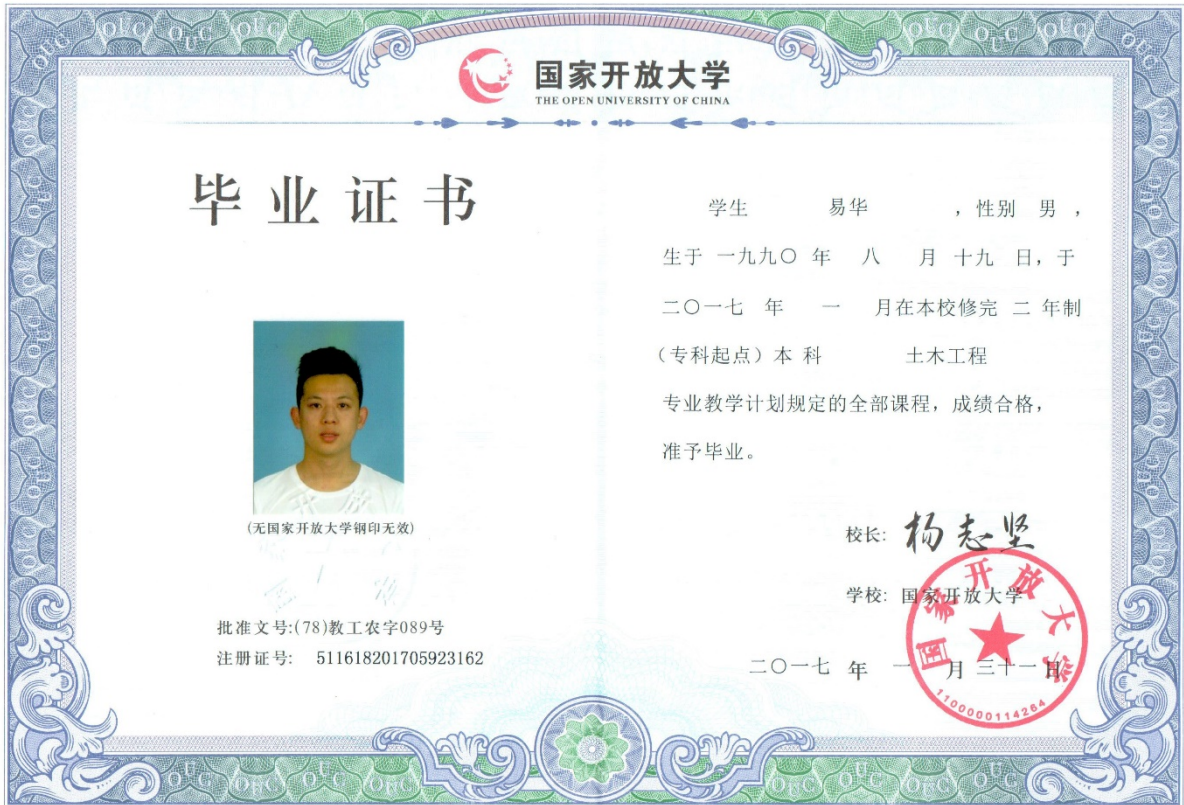 国家开放大学
THE OPEN UNIVERSITY OF CHINA
毕业证书
(无国家开放大学钢印无效)
批准文号:(78)教工农字089号
注册证号: 511618201705923162
学生 易华 ，性别 男 ，
生于 一九九〇 年 八 月 十九 日，于
二〇一七 年 一 月在本校修完 二 年制
（专科起点）本 科 土木工程
专业教学计划规定的全部课程，成绩合格，
准予毕业。
校长: 杨志坚
学校: 国家开放大学
二〇一七 年 一 月 三十一 日
国家开放大学
1100000114264